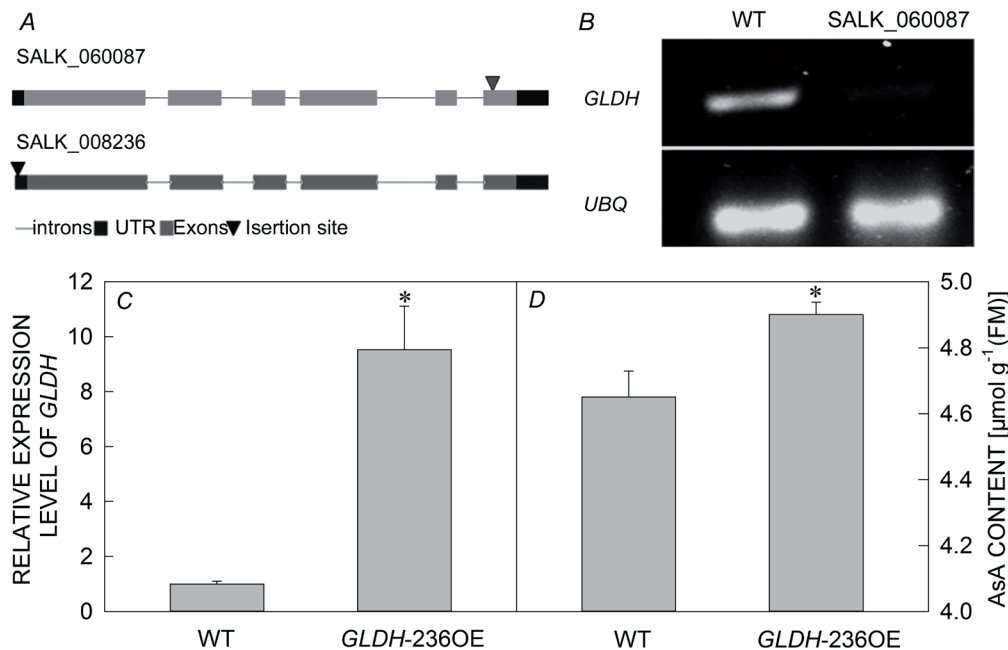 A
SALK_060087
SALK_008236
introns UTR Exons Isertion site
B
WT SALK_060087
GLDH
UBQ
C
RELATIVE EXPRESSION
LEVEL OF GLDH
12
10
8
6
4
2
0
*
WT GLDH-236OE
D
*
5.0
4.8
4.6
4.4
4.2
4.0
AsA CONTENT [µmol g⁻¹ (FM)]
WT GLDH-236OE